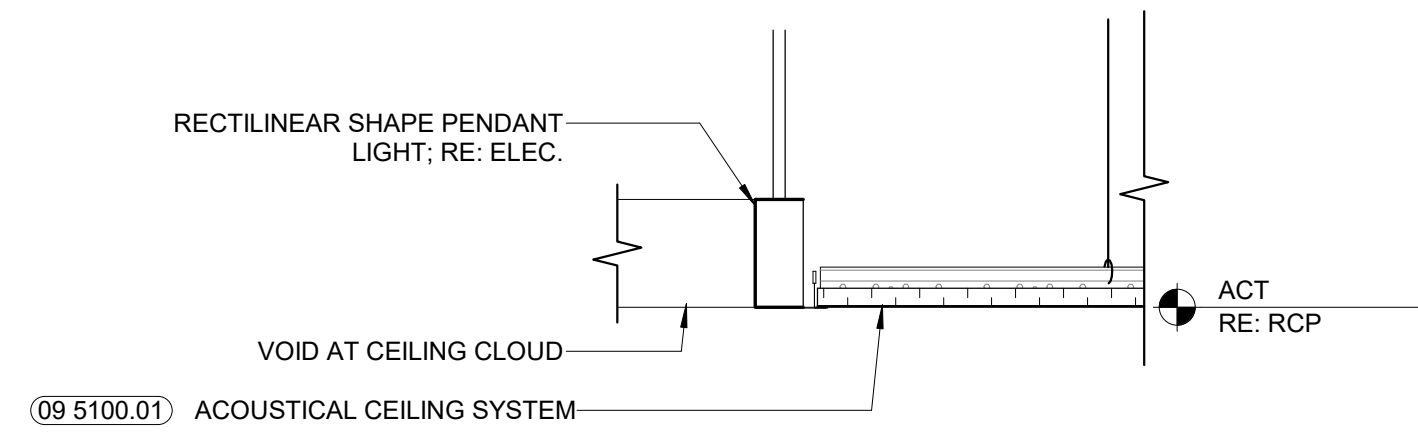 RECTILINEAR SHAPE PENDANT
LIGHT; RE: ELEC.
ACT
RE: RCP
VOID AT CEILING CLOUD
09 5100.01 ACOUSTICAL CEILING SYSTEM